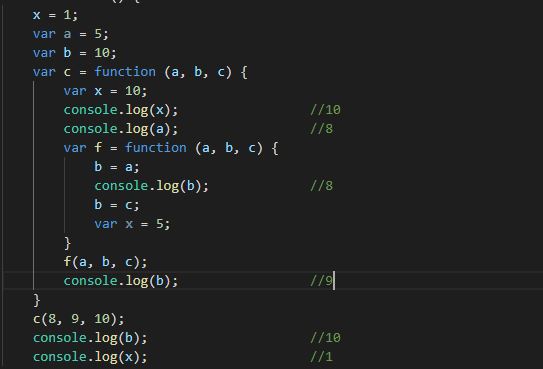 x = 1;
var a = 5;
var b = 10;
var c = function (a, b, c) {
var x = 10;
console.log(x); //10
console.log(a); //8
var f = function (a, b, c) {
b = a;
console.log(b); //8
b = c;
var x = 5;
}
f(a, b, c);
console.log(b); //9
}
c(8, 9, 10);
console.log(b); //10
console.log(x); //1